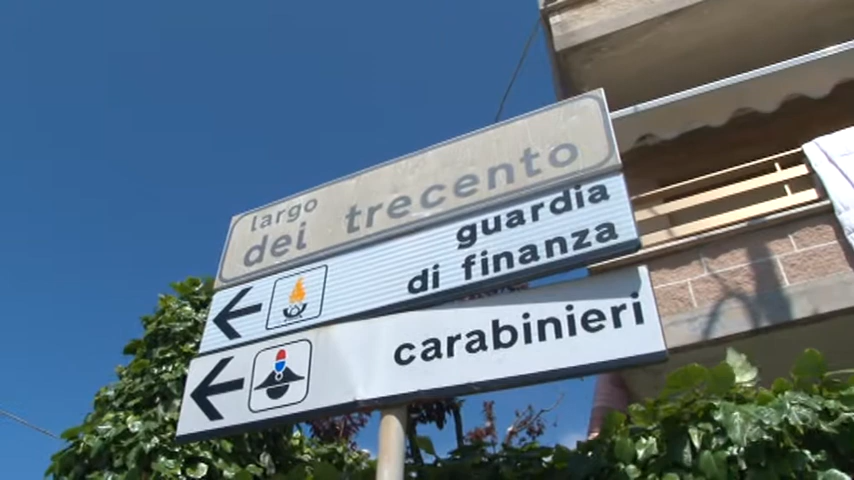 largo
dei trecento
guardia
di finanza
carabinieri